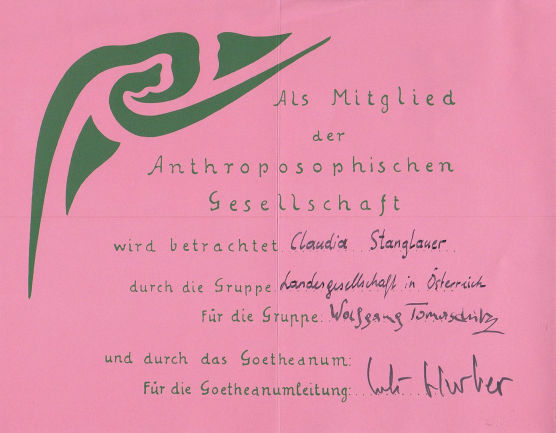 Als Mitglied
der
Anthroposophischen
Gesellschaft
wird betrachtet Claudia Stanglauer
durch die Gruppe Landesgesellschaft in Österreich
Für die Gruppe Wolfgang Tomaschitz
und durch das Goetheanum:
Für die Goetheanumleitung: